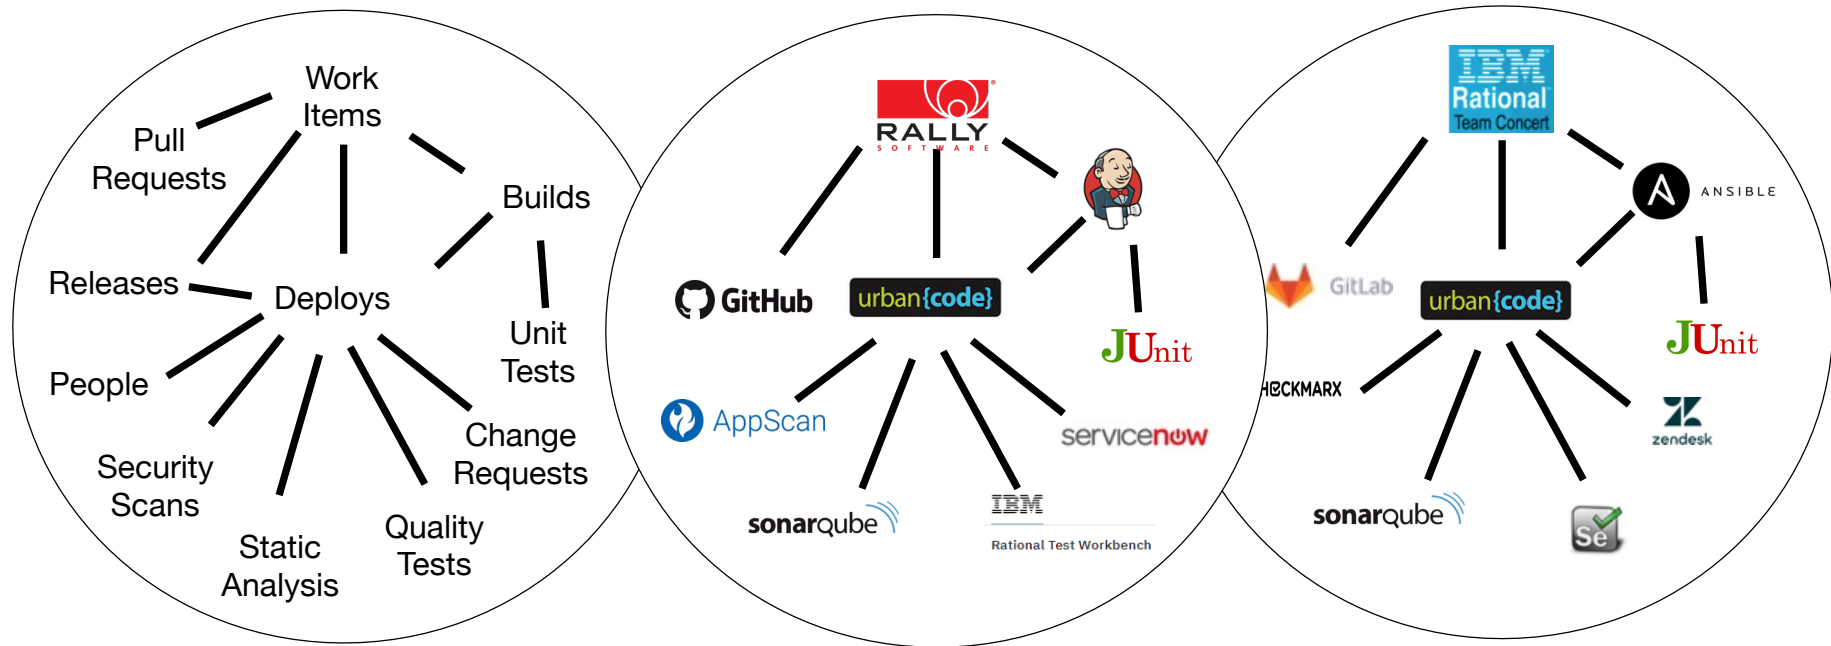 Work
Items
Pull
Requests
Builds
Releases
Deploys
Unit
Tests
People
Change
Requests
Security
Scans
Quality
Tests
Static
Analysis
RALLY
SOFTWARE
GitHub
urban{code}
JUnit
AppScan
servicenow
sonarqube
IBM
Rational Test Workbench
IBM
Rational
Team Concert
A
ANSIBLE
GitLab
urban{code}
JUnit
HECKMARX
zendesk
sonarqube
Se